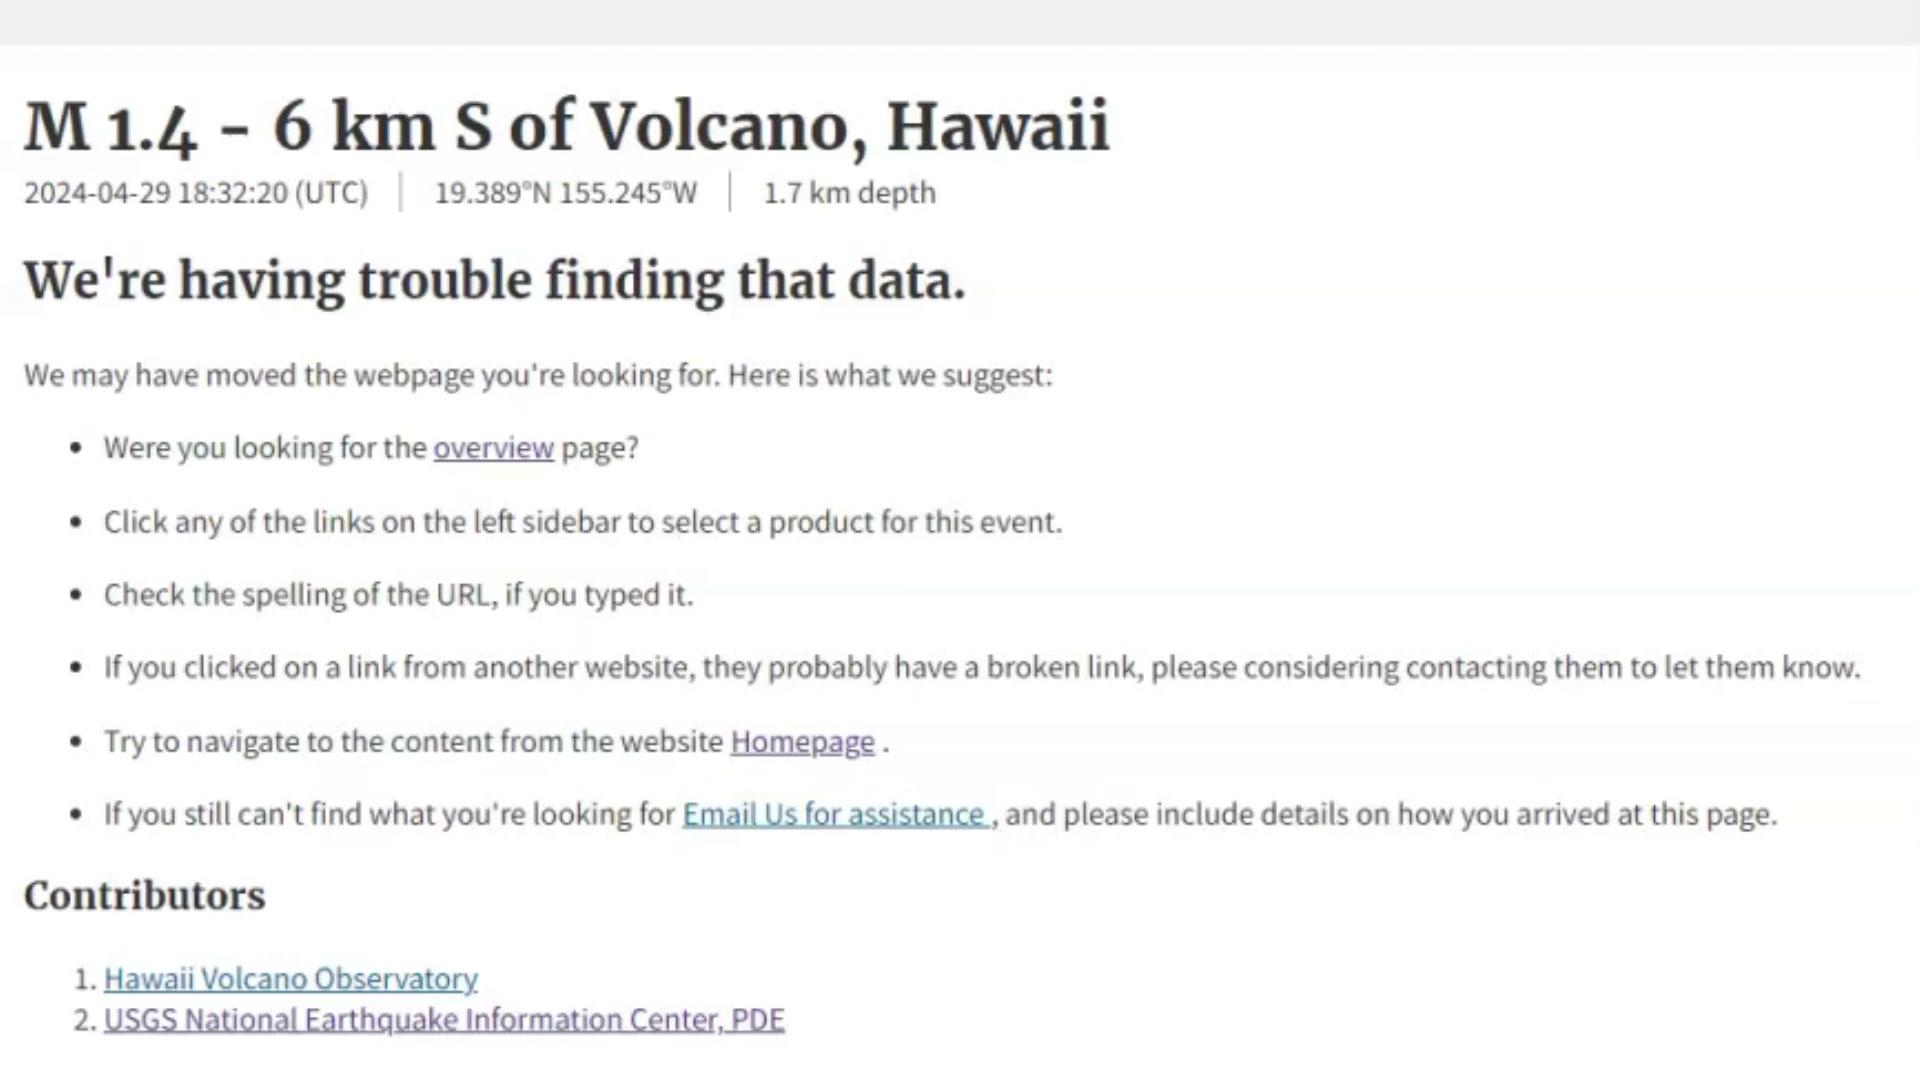 M 1.4 - 6 km S of Volcano, Hawaii
2024-04-29 18:32:20 (UTC) | 19.389°N 155.245°W | 1.7 km depth
We're having trouble finding that data.
We may have moved the webpage you're looking for. Here is what we suggest:
• Were you looking for the overview page?
• Click any of the links on the left sidebar to select a product for this event.
• Check the spelling of the URL, if you typed it.
• If you clicked on a link from another website, they probably have a broken link, please considering contacting them to let them know.
• Try to navigate to the content from the website Homepage .
• If you still can't find what you're looking for Email Us for assistance , and please include details on how you arrived at this page.
Contributors
1. Hawaii Volcano Observatory
2. USGS National Earthquake Information Center, PDE